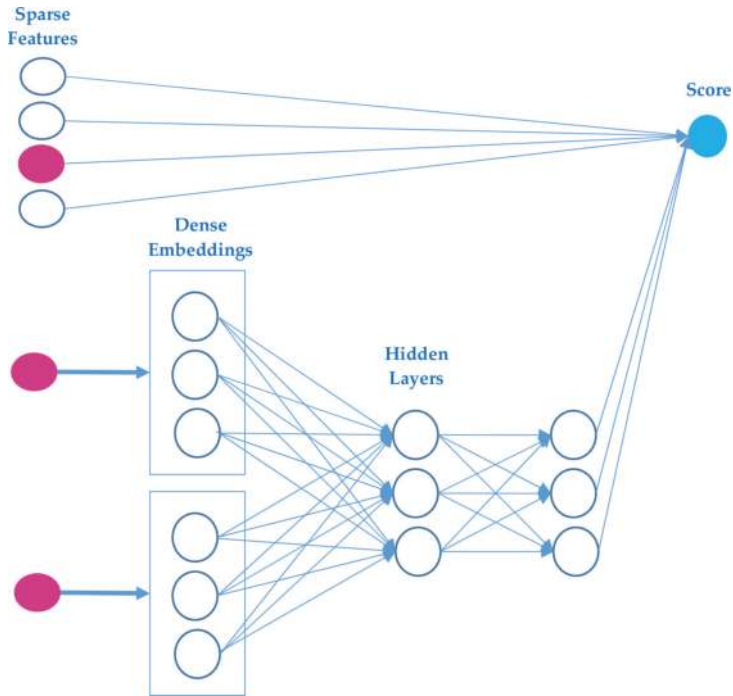 Sparse
Features
Score
Dense
Embeddings
Hidden
Layers